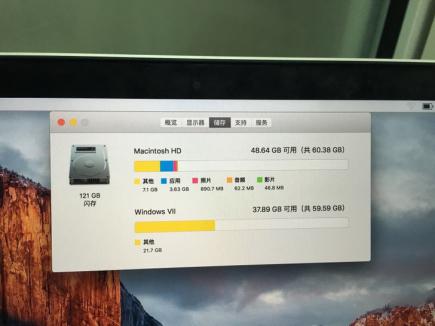 概览 显示器 储存 支持 服务
Macintosh HD 48.64 GB 可用（共 60.38 GB）
其他 应用 照片 音频 影片
7.1 GB 3.63 GB 890.7 MB 62.2 MB 46.8 MB
121 GB
闪存
Windows VII 37.89 GB 可用（共 59.59 GB）
其他
21.7 GB